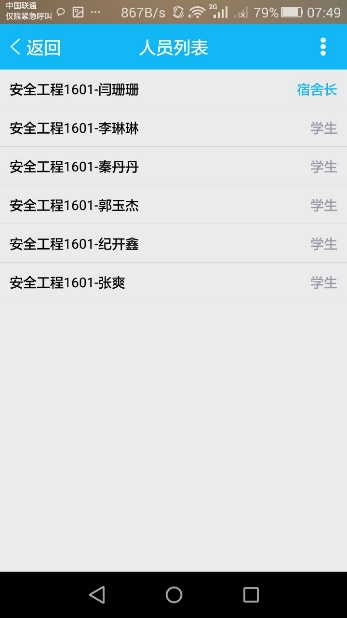 中国联通
仅限紧急呼叫
867B/s
2G
79%
07:49
返回
人员列表
安全工程1601-闫珊珊
宿舍长
安全工程1601-李琳琳
学生
安全工程1601-秦丹丹
学生
安全工程1601-郭玉杰
学生
安全工程1601-纪开鑫
学生
安全工程1601-张爽
学生